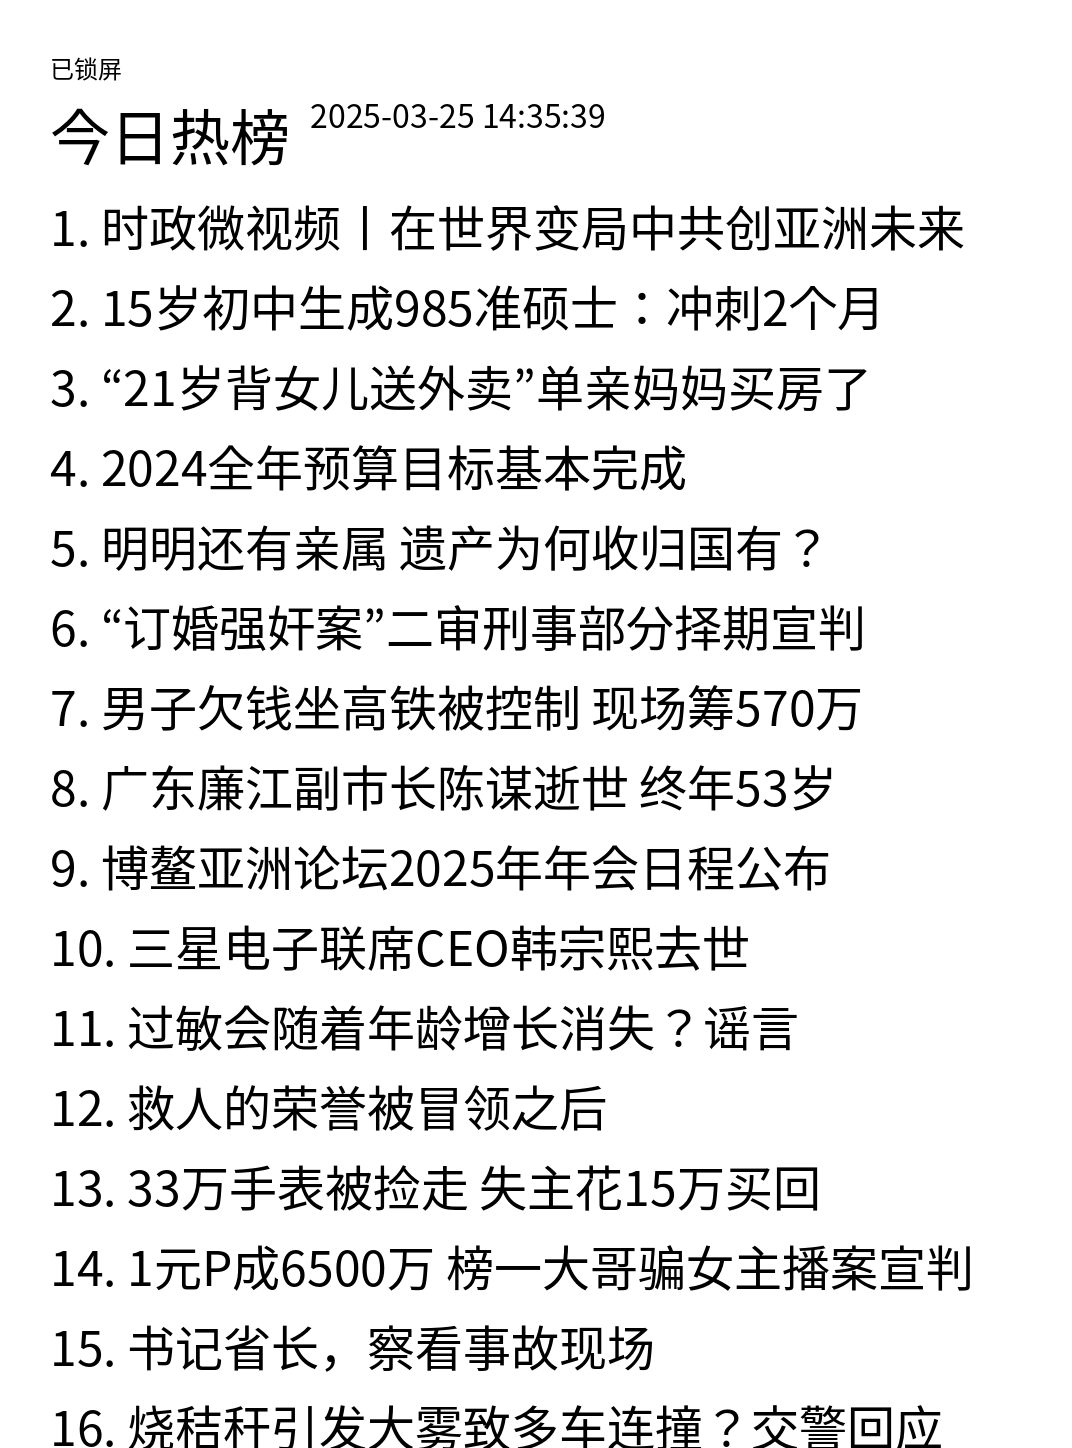 已锁屏
今日热榜 2025-03-25 14:35:39
1. 时政微视频丨在世界变局中共创亚洲未来
2. 15岁初中生成985准硕士：冲刺2个月
3. “21岁背女儿送外卖”单亲妈妈买房了
4. 2024全年预算目标基本完成
5. 明明还有亲属 遗产为何收归国有？
6. “订婚强奸案”二审刑事部分择期宣判
7. 男子欠钱坐高铁被控制 现场筹570万
8. 广东廉江副市长陈谋逝世 终年53岁
9. 博鳌亚洲论坛2025年年会日程公布
10. 三星电子联席CEO韩宗熙去世
11. 过敏会随着年龄增长消失？谣言
12. 救人的荣誉被冒领之后
13. 33万手表被捡走 失主花15万买回
14. 1元P成6500万 榜一大哥骗女主播案宣判
15. 书记省长，察看事故现场
16. 烧秸秆引发大雾致多车连撞？交警回应